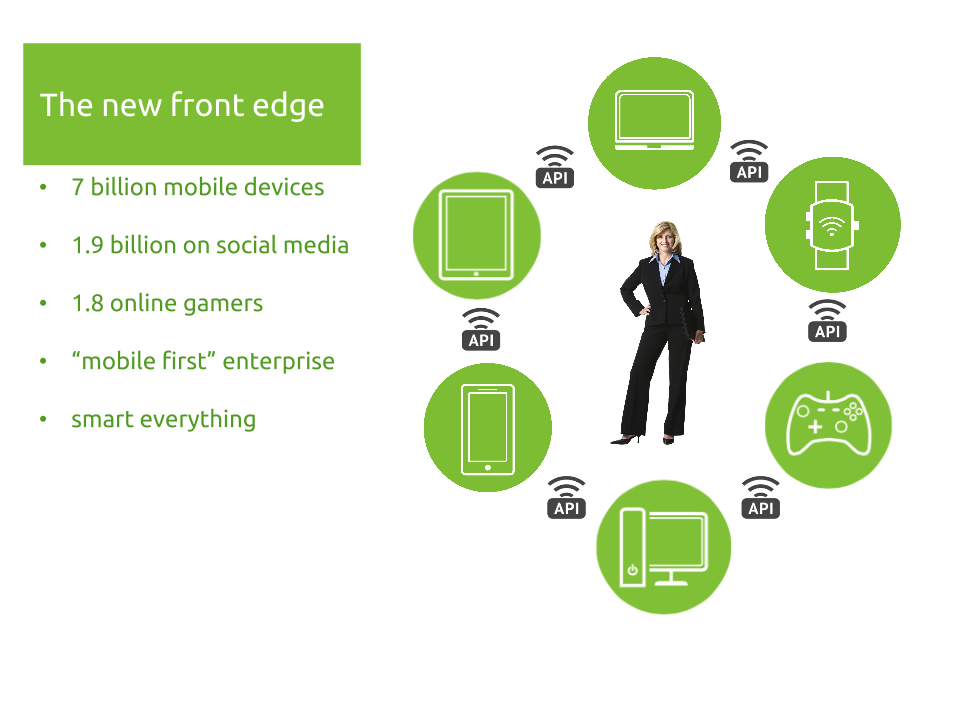 The new front edge
• 7 billion mobile devices
• 1.9 billion on social media
• 1.8 online gamers
• “mobile first” enterprise
• smart everything
API
API
API
API
API
API